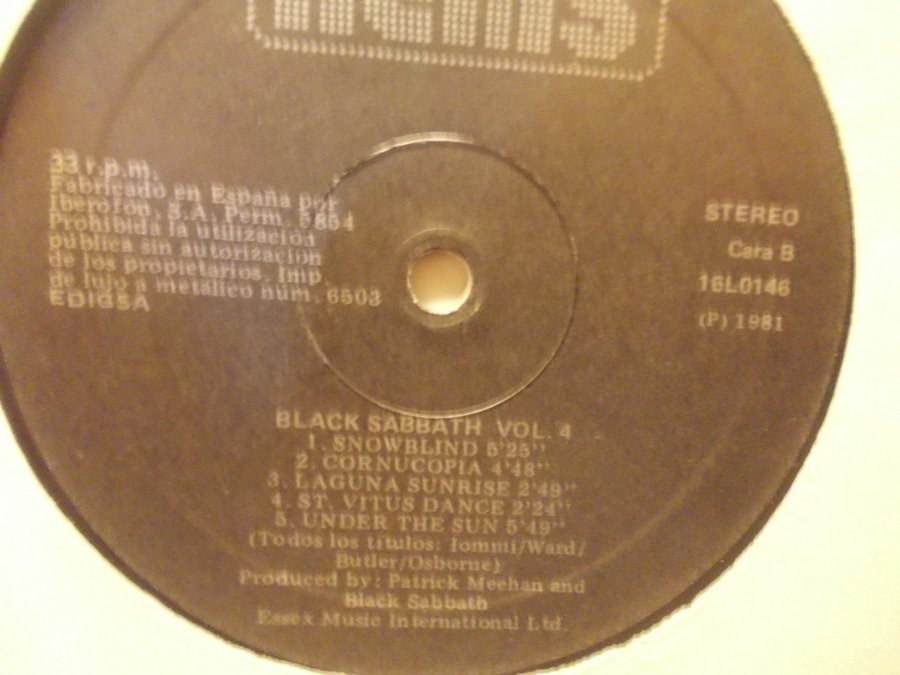 nems
33 r.p.m.
Fabricado en España por
Iberofón, S.A. Perm. 5854
Prohibida la utilización
pública sin autorización
de los propietarios. Imp.
de lujo a metálico núm. 6503
EDIGSA
STEREO
Cara B
16L0146
(P) 1981
BLACK SABBATH VOL. 4
1. SNOWBLIND 5'25''
2. CORNUCOPIA 4'48''
3. LAGUNA SUNRISE 2'49''
4. ST. VITUS DANCE 2'24''
5. UNDER THE SUN 5'49''
(Todos los títulos: Iommi/Ward/
Butler/Osborne)
Produced by: Patrick Meehan and
Black Sabbath
Essex Music International Ltd.